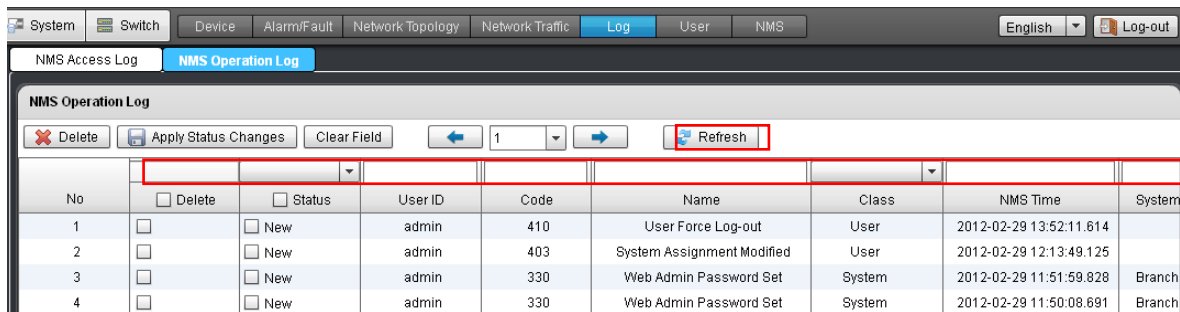 System Switch Device Alarm/Fault Network Topology Network Traffic Log User NMS English Log-out
NMS Access Log NMS Operation Log
NMS Operation Log
Delete Apply Status Changes Clear Field 1 Refresh
No Delete Status User ID Code Name Class NMS Time System
1 New admin 410 User Force Log-out User 2012-02-29 13:52:11.614
2 New admin 403 System Assignment Modified User 2012-02-29 12:13:49.125
3 New admin 330 Web Admin Password Set System 2012-02-29 11:51:59.828 Branch
4 New admin 330 Web Admin Password Set System 2012-02-29 11:50:08.691 Branch